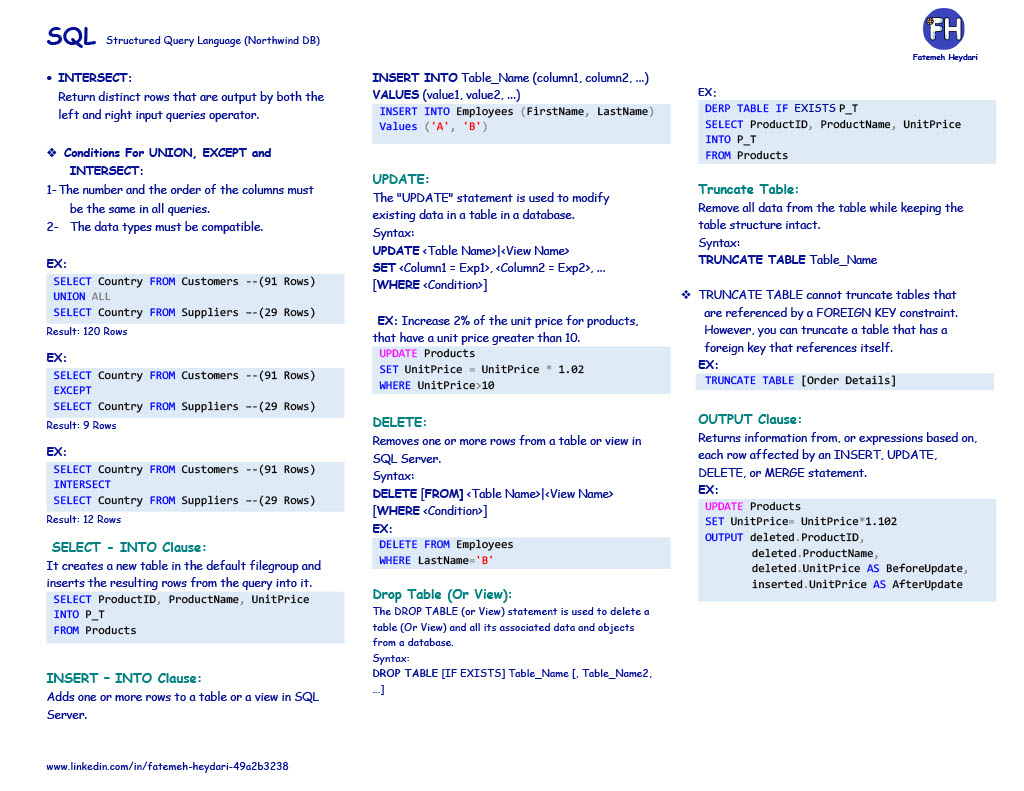 SQL Structured Query Language (Northwind DB)
FH
Fatemeh Heydari
• INTERSECT:
Return distinct rows that are output by both the
left and right input queries operator.
❖ Conditions For UNION, EXCEPT and
INTERSECT:
1- The number and the order of the columns must
be the same in all queries.
2- The data types must be compatible.
EX:
SELECT Country FROM Customers --(91 Rows)
UNION ALL
SELECT Country FROM Suppliers --(29 Rows)
Result: 120 Rows
EX:
SELECT Country FROM Customers --(91 Rows)
EXCEPT
SELECT Country FROM Suppliers --(29 Rows)
Result: 9 Rows
EX:
SELECT Country FROM Customers --(91 Rows)
INTERSECT
SELECT Country FROM Suppliers --(29 Rows)
Result: 12 Rows
SELECT - INTO Clause:
It creates a new table in the default filegroup and
inserts the resulting rows from the query into it.
SELECT ProductID, ProductName, UnitPrice
INTO P_T
FROM Products
INSERT – INTO Clause:
Adds one or more rows to a table or a view in SQL
Server.
INSERT INTO Table_Name (column1, column2, ...)
VALUES (value1, value2, ...)
INSERT INTO Employees (FirstName, LastName)
Values ('A', 'B')
UPDATE:
The "UPDATE" statement is used to modify
existing data in a table in a database.
Syntax:
UPDATE <Table Name>|<View Name>
SET <Column1 = Exp1>, <Column2 = Exp2>, ...
[WHERE <Condition>]
EX: Increase 2% of the unit price for products,
that have a unit price greater than 10.
UPDATE Products
SET UnitPrice = UnitPrice * 1.02
WHERE UnitPrice>10
DELETE:
Removes one or more rows from a table or view in
SQL Server.
Syntax:
DELETE [FROM] <Table Name>|<View Name>
[WHERE <Condition>]
EX:
DELETE FROM Employees
WHERE LastName='B'
Drop Table (Or View):
The DROP TABLE (or View) statement is used to delete a
table (Or View) and all its associated data and objects
from a database.
Syntax:
DROP TABLE [IF EXISTS] Table_Name [, Table_Name2,
...]
EX:
DERP TABLE IF EXISTS P_T
SELECT ProductID, ProductName, UnitPrice
INTO P_T
FROM Products
Truncate Table:
Remove all data from the table while keeping the
table structure intact.
Syntax:
TRUNCATE TABLE Table_Name
❖ TRUNCATE TABLE cannot truncate tables that
are referenced by a FOREIGN KEY constraint.
However, you can truncate a table that has a
foreign key that references itself.
EX:
TRUNCATE TABLE [Order Details]
OUTPUT Clause:
Returns information from, or expressions based on,
each row affected by an INSERT, UPDATE,
DELETE, or MERGE statement.
EX:
UPDATE Products
SET UnitPrice= UnitPrice*1.102
OUTPUT deleted.ProductID,
deleted.ProductName,
deleted.UnitPrice AS BeforeUpdate,
inserted.UnitPrice AS AfterUpdate
www.linkedin.com/in/fatemeh-heydari-49a2b3238